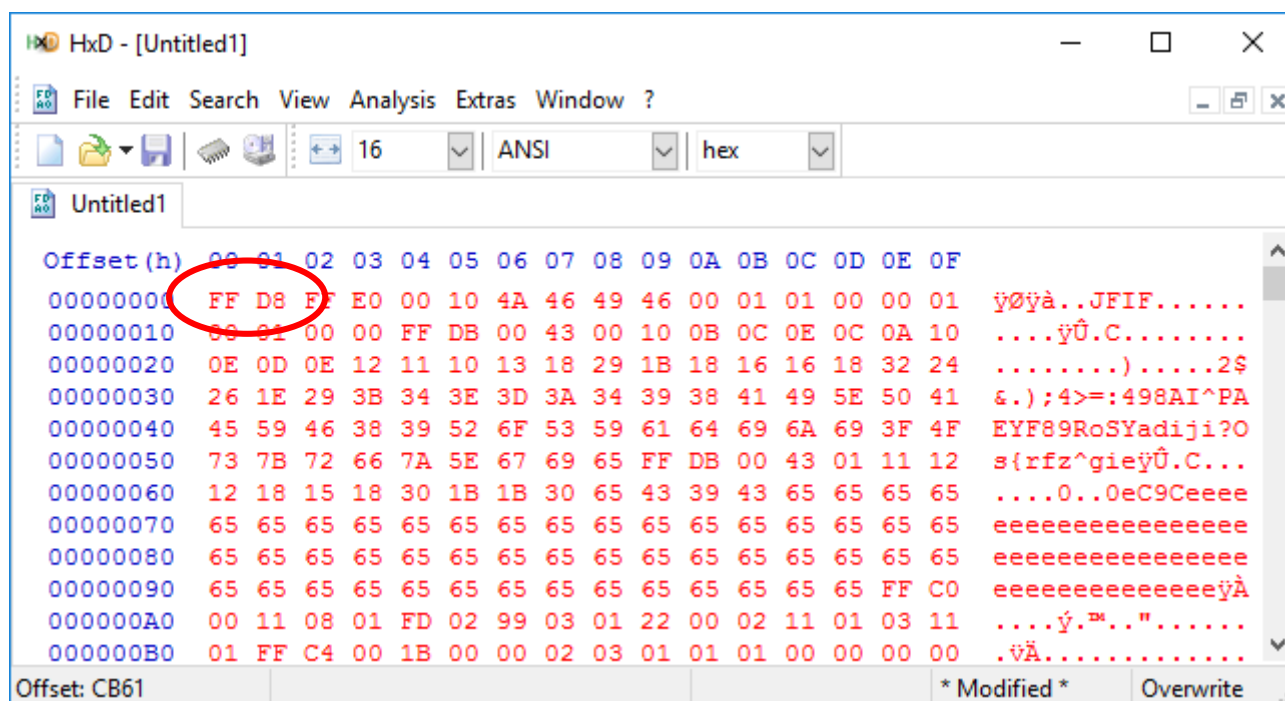 HxD - [Untitled1]
File Edit Search View Analysis Extras Window ?
16 ANSI hex
Untitled1
Offset(h) 00 01 02 03 04 05 06 07 08 09 0A 0B 0C 0D 0E 0F
00000000 FF D8 FF E0 00 10 4A 46 49 46 00 01 01 00 00 01 ÿØÿà..JFIF......
00000010 00 01 00 00 FF DB 00 43 00 10 0B 0C 0E 0C 0A 10 ....ÿÛ.C........
00000020 0E 0D 0E 12 11 10 13 18 29 1B 18 16 16 18 32 24 ........).....2$
00000030 26 1E 29 3B 34 3E 3D 3A 34 39 38 41 49 5E 50 41 &.);4>=:498AI^PA
00000040 45 59 46 38 39 52 6F 53 59 61 64 69 6A 69 3F 4F EYF89RoSYadiji?O
00000050 73 7B 72 66 7A 5E 67 69 65 FF DB 00 43 01 11 12 s{rfz^gieÿÛ.C...
00000060 12 18 15 18 30 1B 1B 30 65 43 39 43 65 65 65 65 ....0..0eC9Ceeee
00000070 65 65 65 65 65 65 65 65 65 65 65 65 65 65 65 65 eeeeeeeeeeeeeeee
00000080 65 65 65 65 65 65 65 65 65 65 65 65 65 65 65 65 eeeeeeeeeeeeeeee
00000090 65 65 65 65 65 65 65 65 65 65 65 65 65 65 FF C0 eeeeeeeeeeeeeeÿÀ
000000A0 00 11 08 01 FD 02 99 03 01 22 00 02 11 01 03 11 ....ý.™.."......
000000B0 01 FF C4 00 1B 00 00 02 03 01 01 01 00 00 00 00 .ÿÄ.............
Offset: CB61 * Modified * Overwrite